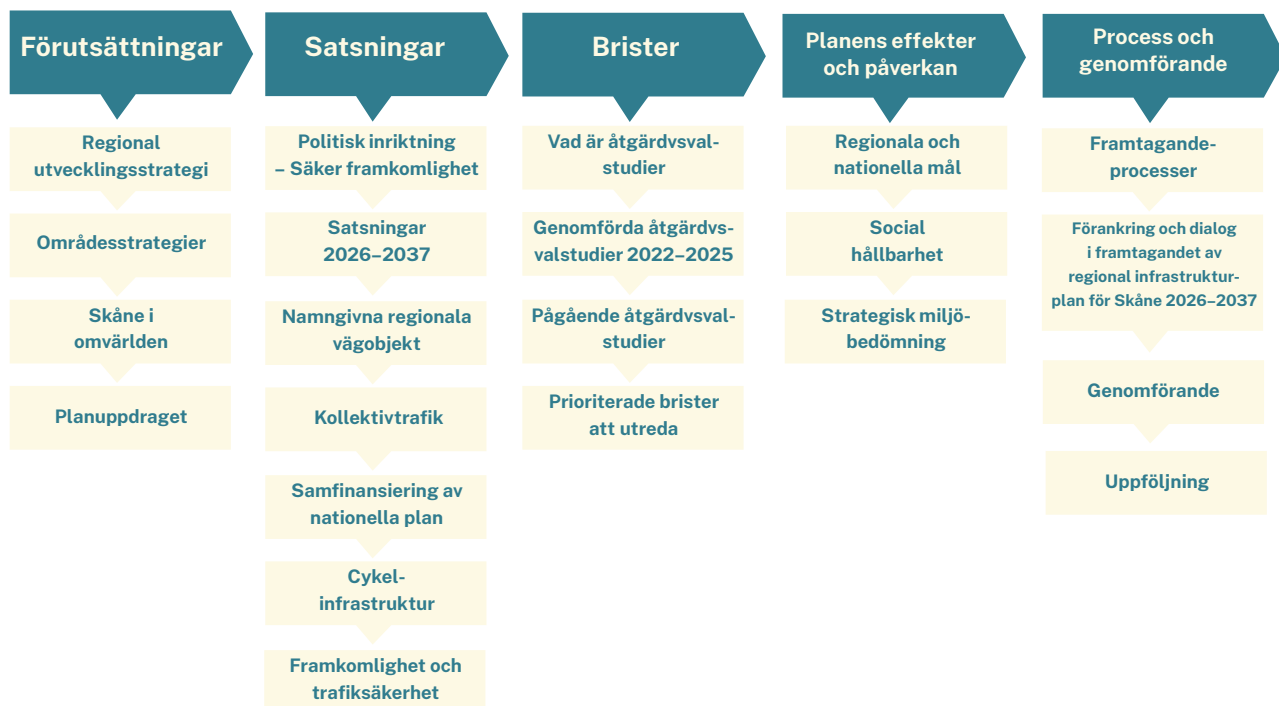 Förutsättningar
Regional
utvecklingsstrategi
Områdesstrategier
Skåne i
omvärlden
Planuppdraget
Satsningar
Politisk inriktning
– Säker framkomlighet
Satsningar
2026–2037
Namngivna regionala
vägobjekt
Kollektivtrafik
Samfinansiering av
nationella plan
Cykel-
infrastruktur
Framkomlighet och
trafiksäkerhet
Brister
Vad är åtgärdvsval-
studier
Genomförda åtgärdvs-
valstudier 2022–2025
Pågående åtgärdvsval-
studier
Prioriterade brister
att utreda
Planens effekter
och påverkan
Regionala och
nationella mål
Social
hållbarhet
Strategisk miljö-
bedömning
Process och
genomförande
Framtagande-
processer
Förankring och dialog
i framtagandet av
regional infrastruktur-
plan för Skåne 2026–2037
Genomförande
Uppföljning